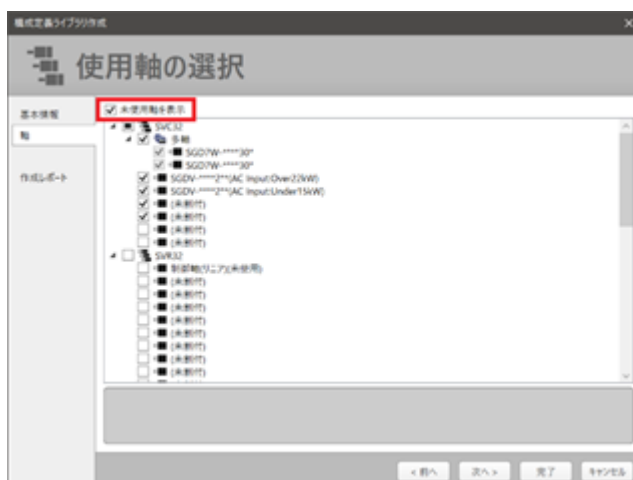 構成定義ライブラリ作成
使用軸の選択
基本情報
軸
作成レポート
未使用軸を表示
SVC32
多軸
SGD7W-****30*
SGD7W-****30*
SGDV-****2**(AC Input:Over22kW)
SGDV-****2**(AC Input:Under15kW)
(未割付)
(未割付)
(未割付)
(未割付)
SVR32
制御軸(リニア)(未使用)
(未割付)
(未割付)
(未割付)
(未割付)
(未割付)
(未割付)
(未割付)
(未割付)
< 前へ
次へ >
完了
キャンセル